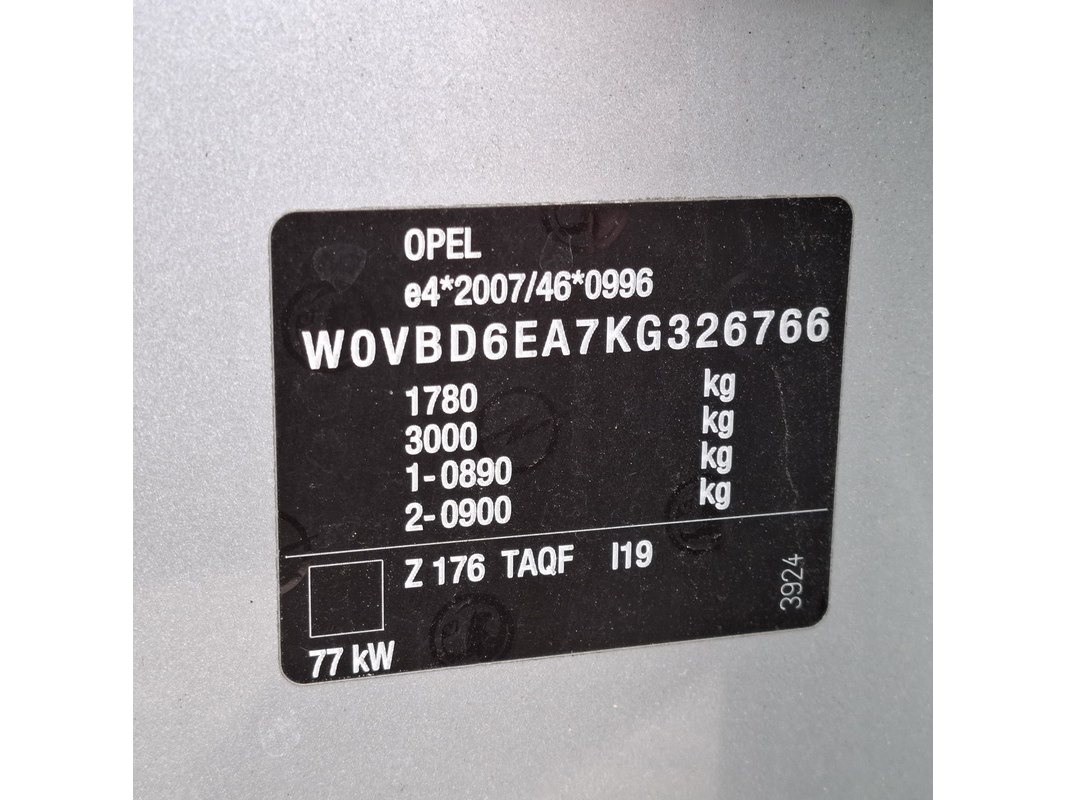 OPEL
e4*2007/46*0996
W0VBD6EA7KG326766
1780 kg
3000 kg
1-0890 kg
2-0900 kg
Z 176 TAQF I19
3924
77 kW